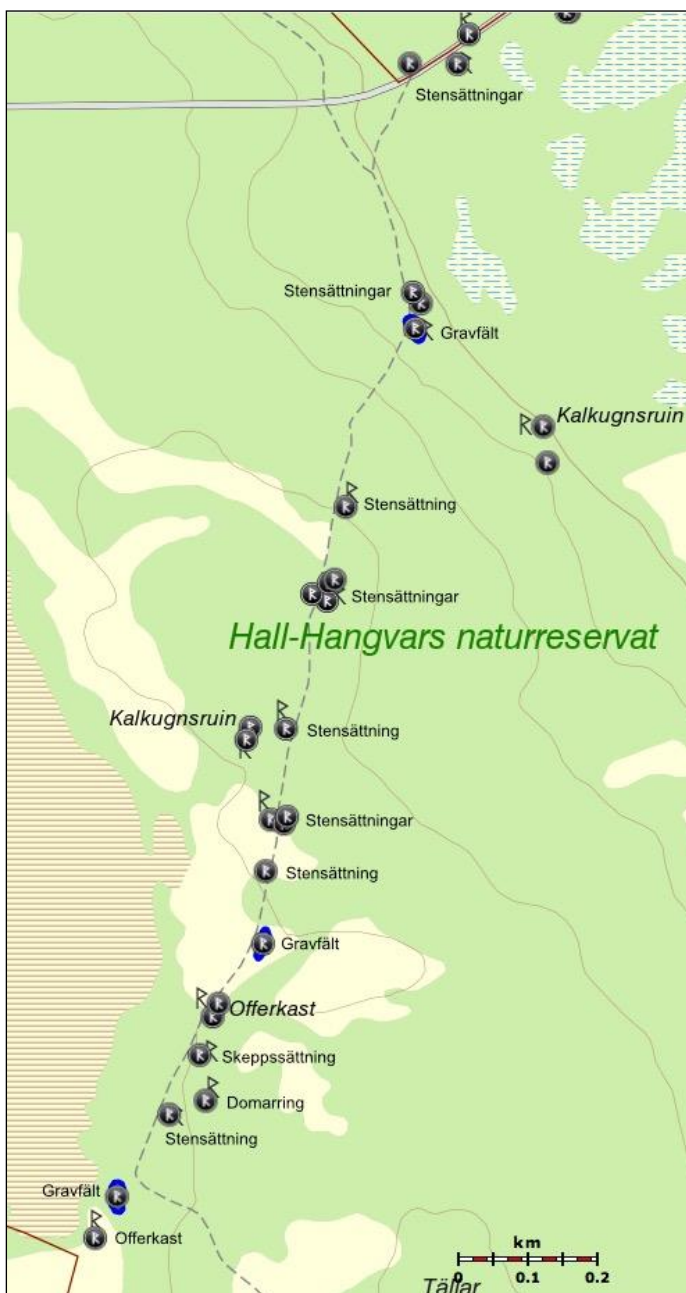 Stensättningar
Stensättningar
Gravfält
Kalkugnsruin
Stensättning
Stensättningar
Hall-Hangvars naturreservat
Kalkugnsruin
Stensättning
Stensättningar
Stensättning
Gravfält
Offerkast
Skeppssättning
Domarring
Stensättning
Gravfält
Offerkast
km
0 0.1 0.2
Tällar